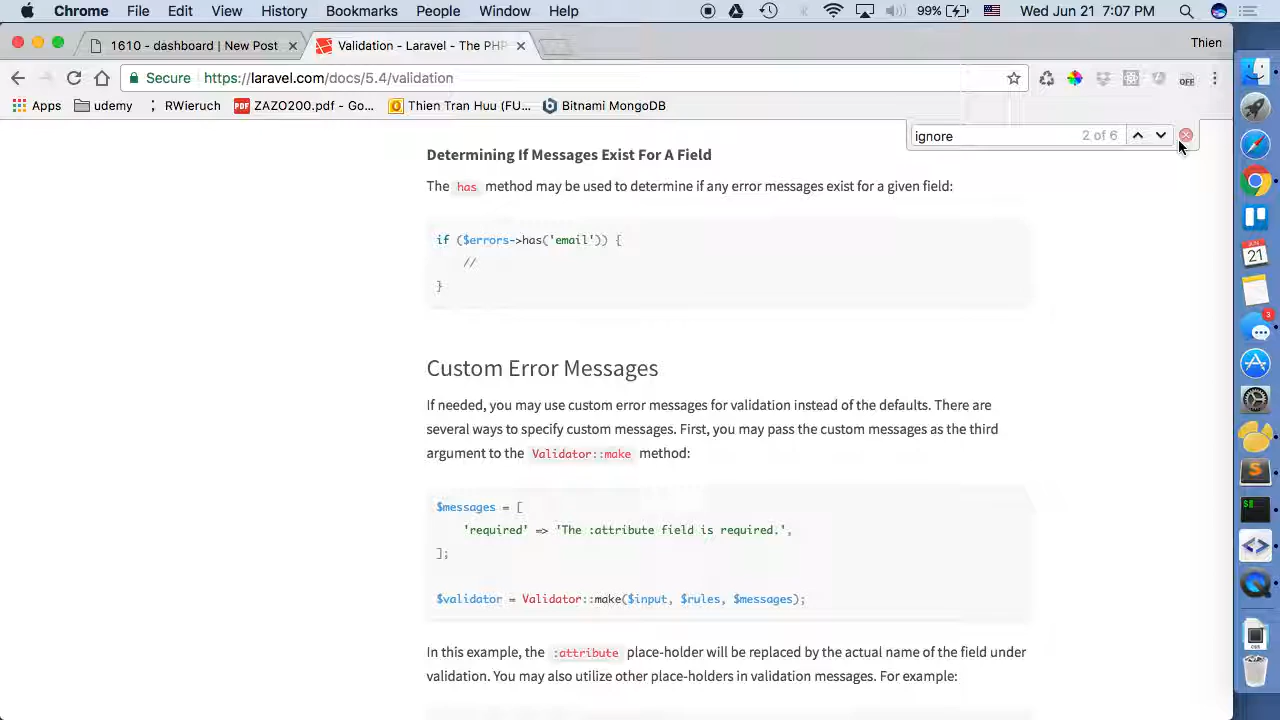 Chrome File Edit View History Bookmarks People Window Help 99% Wed Jun 21 7:07 PM
1610 - dashboard | New Post Validation - Laravel - The PHP Thien
Secure https://laravel.com/docs/5.4/validation OFF
Apps udemy RWieruch PDF ZAZO200.pdf - Go... Thien Tran Huu (FU... Bitnami MongoDB
ignore 2 of 6
Determining If Messages Exist For A Field
The has method may be used to determine if any error messages exist for a given field:
if ($errors->has('email')) {
//
}
Custom Error Messages
If needed, you may use custom error messages for validation instead of the defaults. There are
several ways to specify custom messages. First, you may pass the custom messages as the third
argument to the Validator::make method:
$messages = [
'required' => 'The :attribute field is required.',
];
$validator = Validator::make($input, $rules, $messages);
In this example, the :attribute place-holder will be replaced by the actual name of the field under
validation. You may also utilize other place-holders in validation messages. For example:
21
3